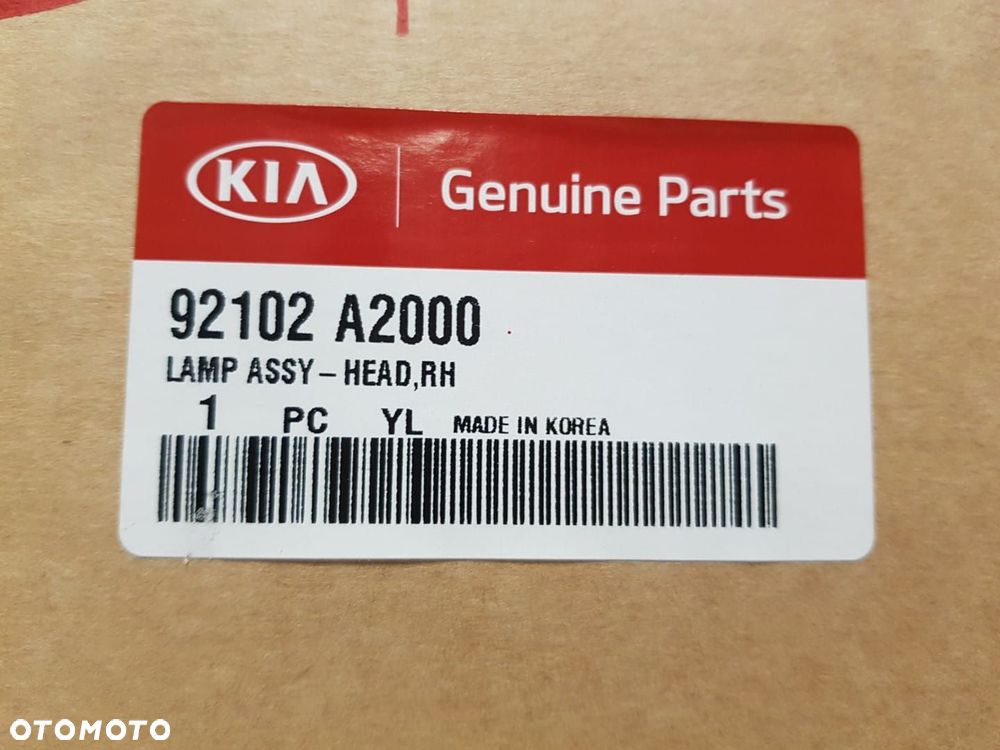 KIA Genuine Parts
92102 A2000
LAMP ASSY-HEAD,RH
1 PC YL MADE IN KOREA
OTOMOTO